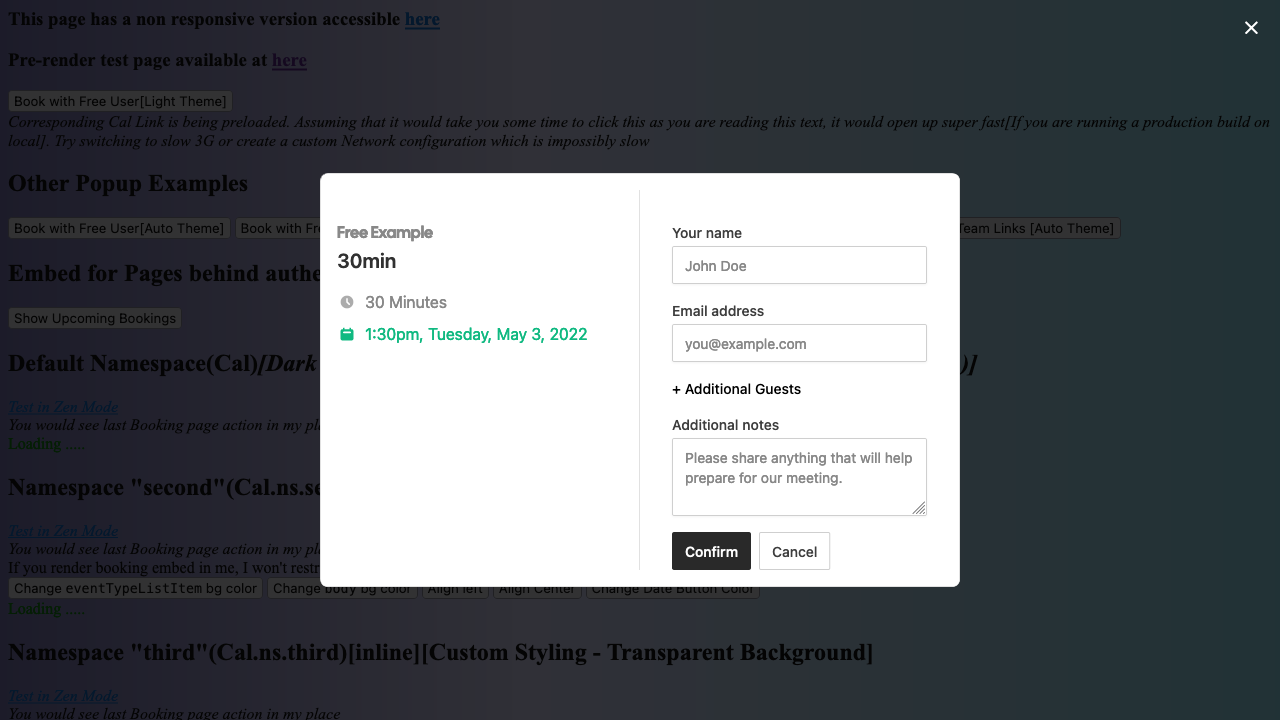 This page has a non responsive version accessible here
Pre-render test page available at here
Book with Free User[Light Theme]
Corresponding Cal Link is being preloaded. Assuming that it would take you some time to click this as you are reading this text, it would open up super fast[If you are running a production build on
local]. Try switching to slow 3G or create a custom Network configuration which is impossibly slow
Other Popup Examples
Book with Free User[Auto Theme]
Book with Fr
Team Links [Auto Theme]
Embed for Pages behind authe
Show Upcoming Bookings
Default Namespace(Cal)[Dark
)]
Test in Zen Mode
You would see last Booking page action in my pla
Loading .....
Namespace "second"(Cal.ns.se
Test in Zen Mode
You would see last Booking page action in my pla
If you render booking embed in me, I won't restr
Change eventTypeListItem bg color
Change body bg color
Align left
Align Center
Change Date Button Color
Loading .....
Namespace "third"(Cal.ns.third)[inline][Custom Styling - Transparent Background]
Test in Zen Mode
You would see last Booking page action in my place
Free Example
30min
30 Minutes
1:30pm, Tuesday, May 3, 2022
Your name
John Doe
Email address
you@example.com
+ Additional Guests
Additional notes
Please share anything that will help
prepare for our meeting.
Confirm
Cancel